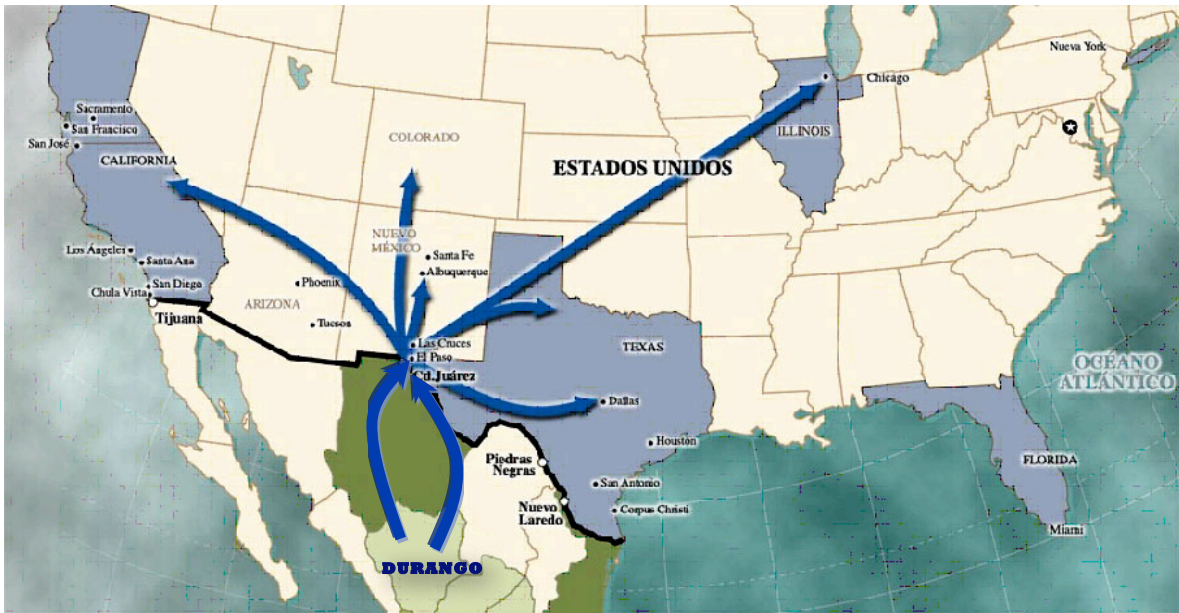 Nueva York
Chicago
Sacramento
San Francisco
San José
CALIFORNIA
COLORADO
ILLINOIS
ESTADOS UNIDOS
NUEVO
MÉXICO
Santa Fe
Albuquerque
Los Ángeles
Santa Ana
San Diego
Chula Vista
Tijuana
Phoenix
ARIZONA
Tucson
Las Cruces
El Paso
Cd. Juárez
TEXAS
Dallas
OCÉANO
ATLÁNTICO
Houston
Piedras
Negras
San Antonio
Nuevo
Laredo
Corpus Christi
FLORIDA
Miami
DURANGO